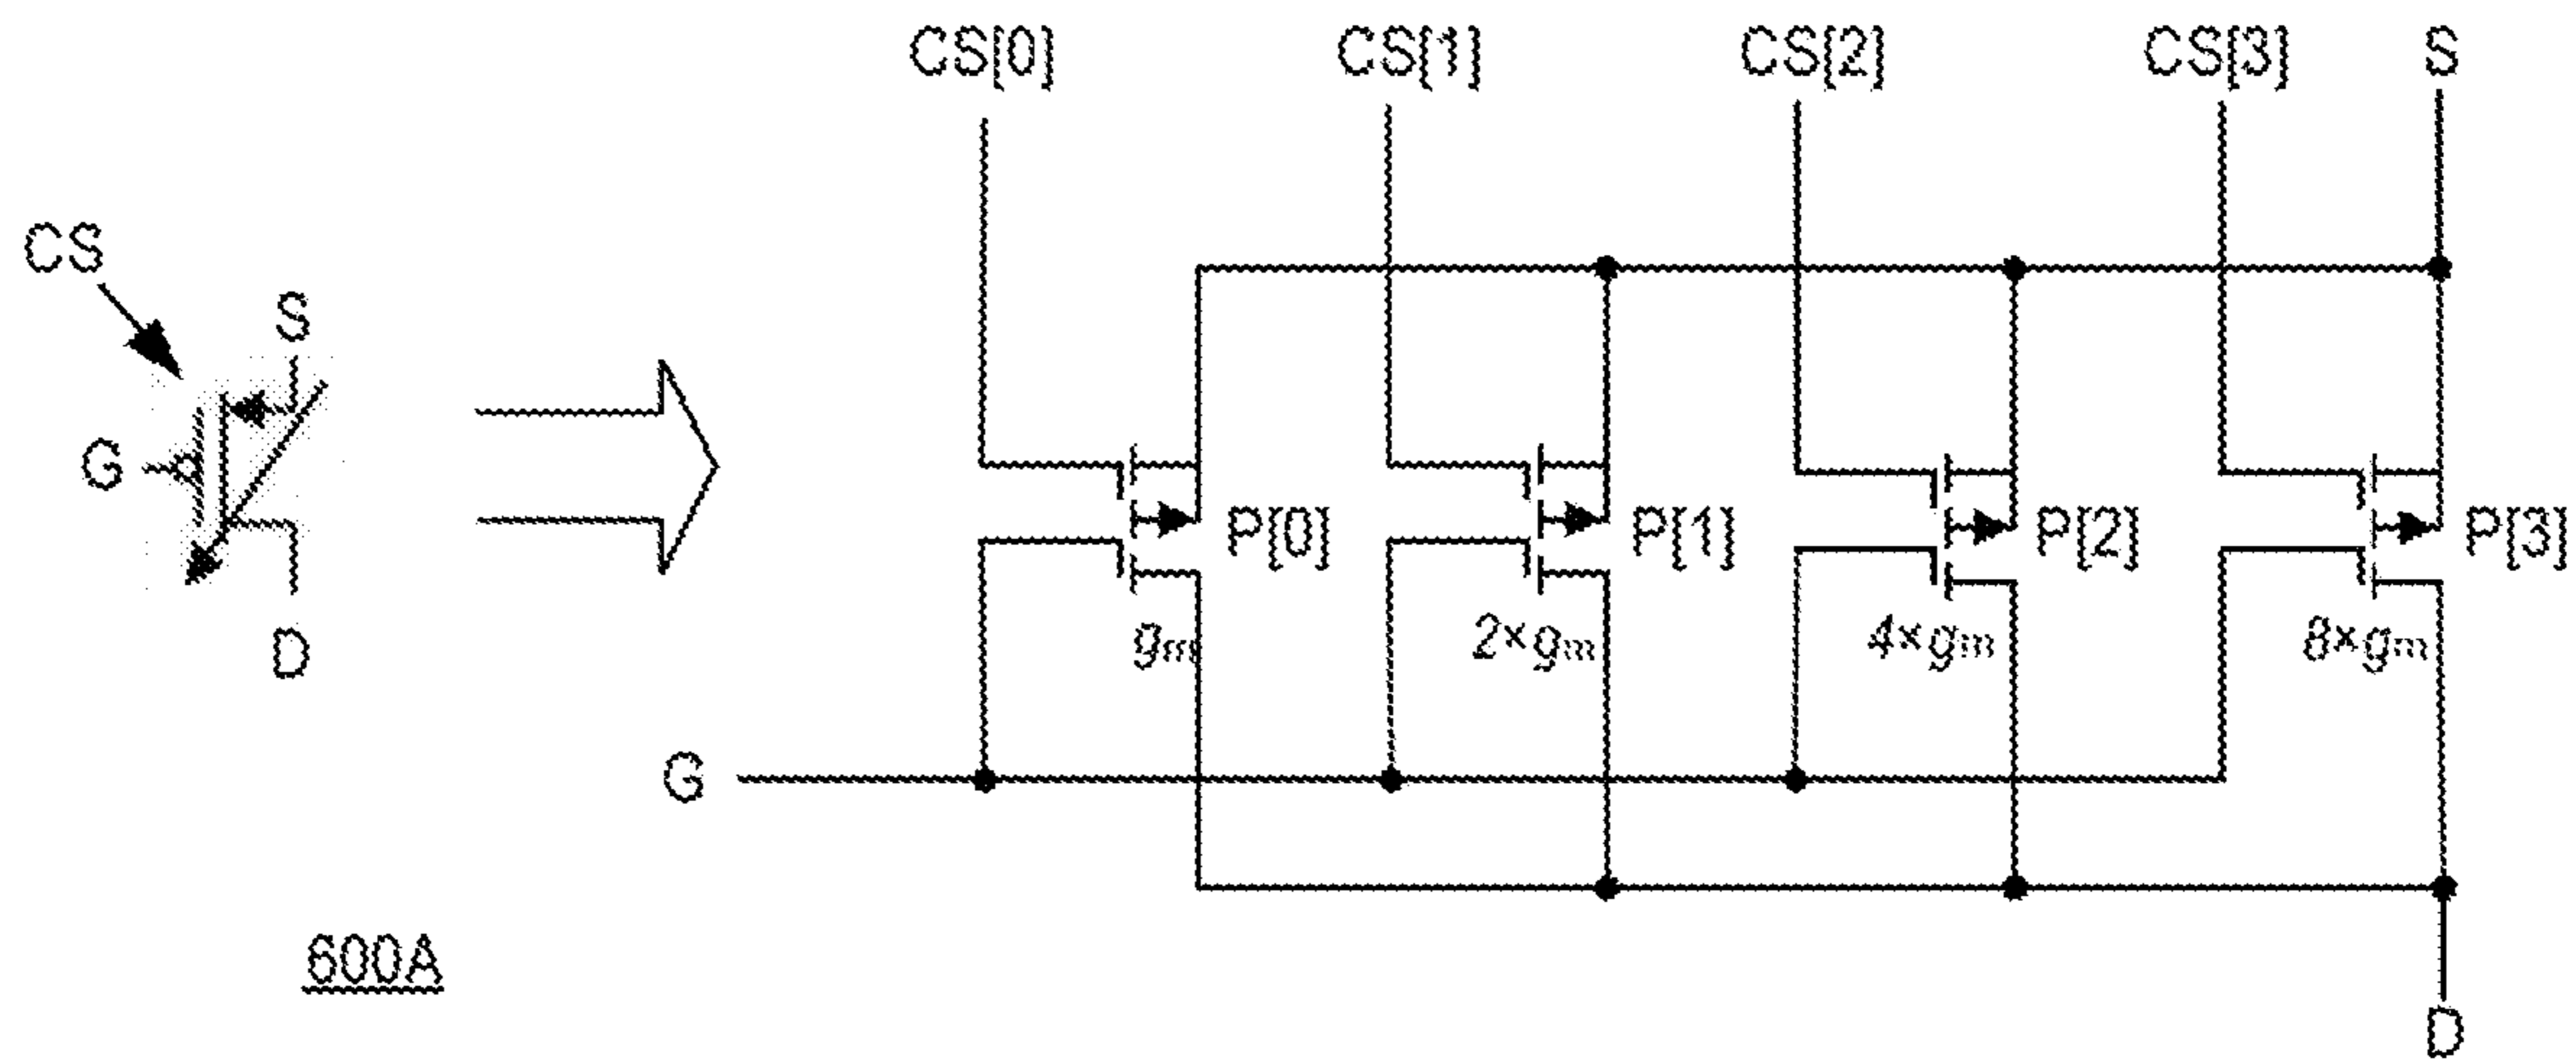 CS[0] CS[1] CS[2] CS[3] S
CS
S
G
D
P[0] P[1] P[2] P[3]
gm 2×gm 4×gm 8×gm
G
600A
D